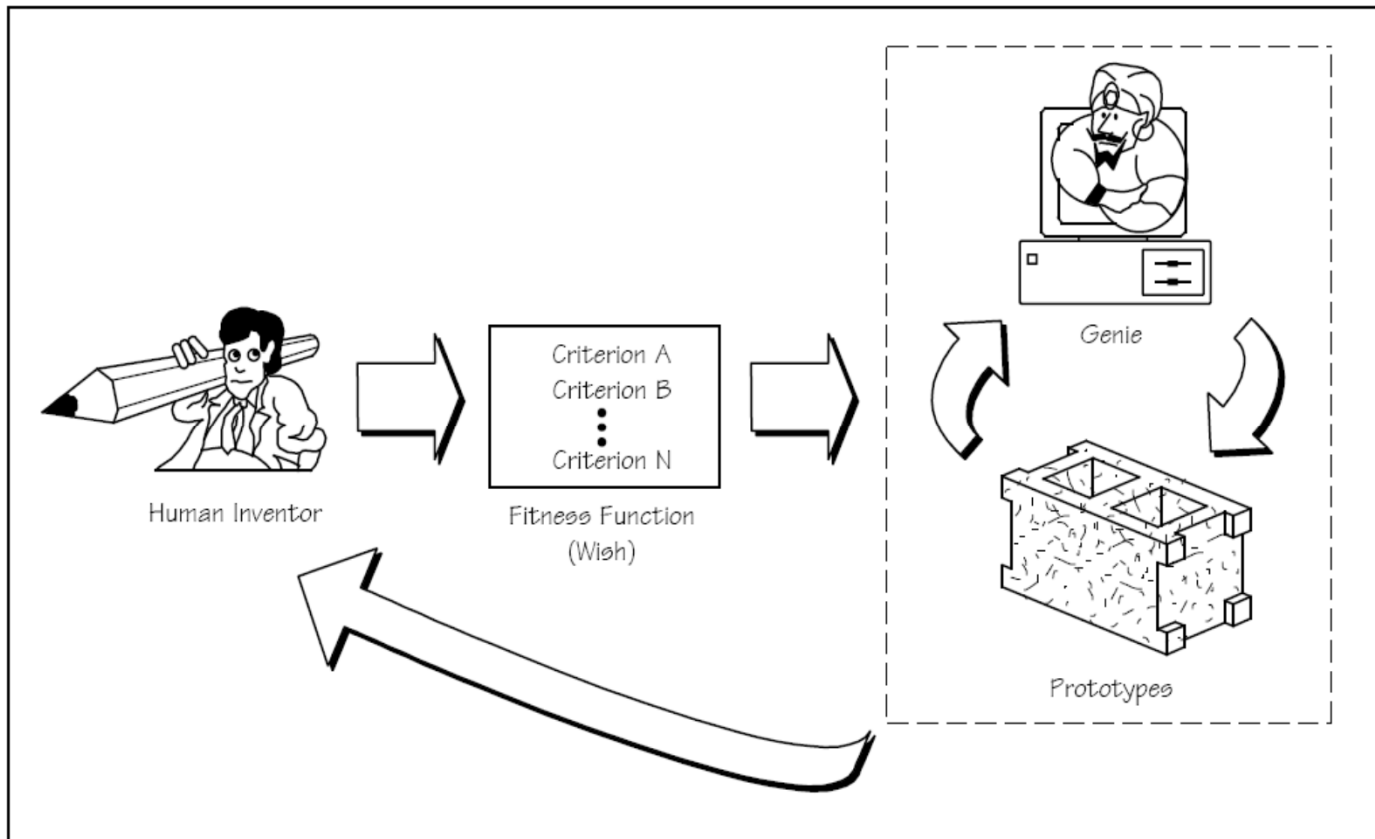 Genie
Criterion A
Criterion B
Criterion N
Human Inventor
Fitness Function
(Wish)
Prototypes